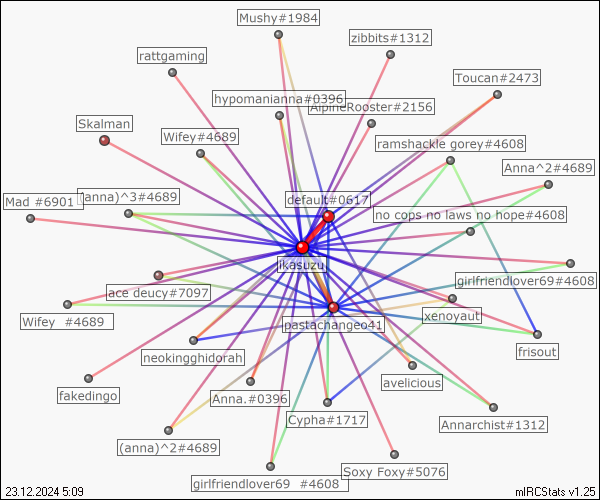 Mushy#1984
zibbits#1312
rattgaming
Toucan#2473
hypomanianna#0396
AlpineRooster#2156
Skalman
Wifey#4689
ramshackle gorey#4608
Anna^2#4689
Mad #6901
(anna)^3#4689
default#0617
no cops no laws no hope#4608
ikasuzu
girlfriendlover69#4608
ace deucy#7097
Wifey #4689
xenoyaut
pastachangeo41
neokingghidorah
frisout
avelicious
fakedingo
Anna.#0396
Cypha#1717
Annarchist#1312
(anna)^2#4689
Soxy Foxy#5076
girlfriendlover69 #4608
23.12.2024 5:09
mIRCStats v1.25